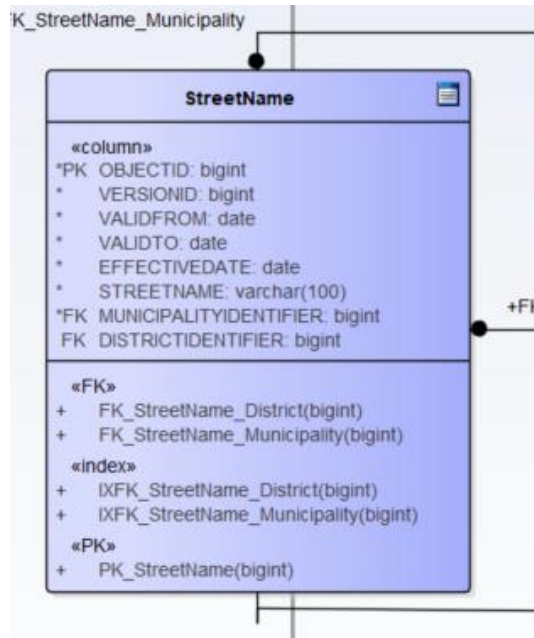 K_StreetName_Municipality
StreetName
«column»
*PK OBJECTID: bigint
* VERSIONID: bigint
* VALIDFROM: date
* VALIDTO: date
* EFFECTIVEDATE: date
* STREETNAME: varchar(100)
*FK MUNICIPALITYIDENTIFIER: bigint
FK DISTRICTIDENTIFIER: bigint
+FK
«FK»
+ FK_StreetName_District(bigint)
+ FK_StreetName_Municipality(bigint)
«index»
+ IXFK_StreetName_District(bigint)
+ IXFK_StreetName_Municipality(bigint)
«PK»
+ PK_StreetName(bigint)